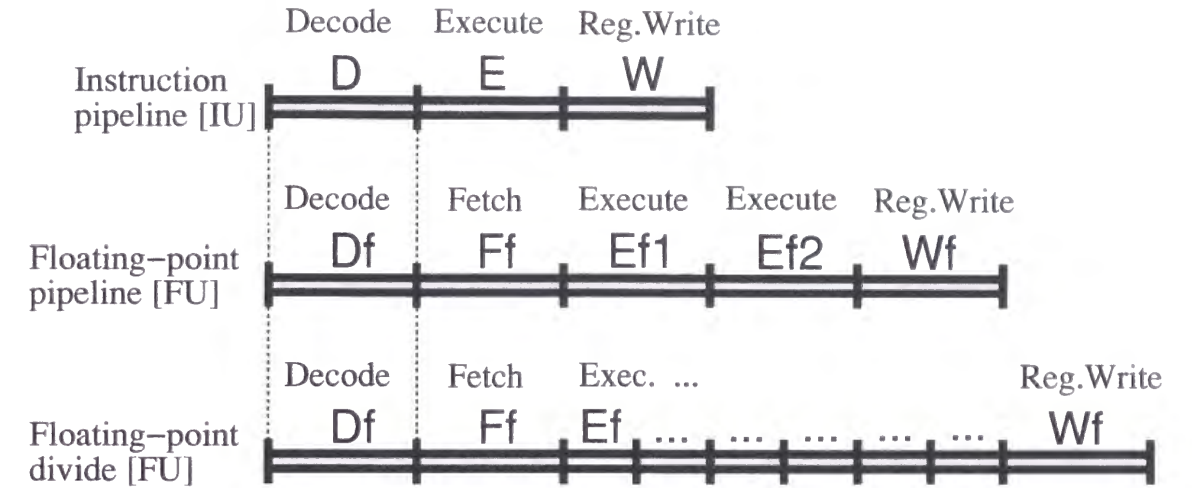 Decode Execute Reg.Write
D E W
Instruction
pipeline [IU]
Decode Fetch Execute Execute Reg.Write
Df Ff Ef1 Ef2 Wf
Floating–point
pipeline [FU]
Decode Fetch Exec. ... Reg.Write
Df Ff Ef ... ... ... ... ... Wf
Floating–point
divide [FU]